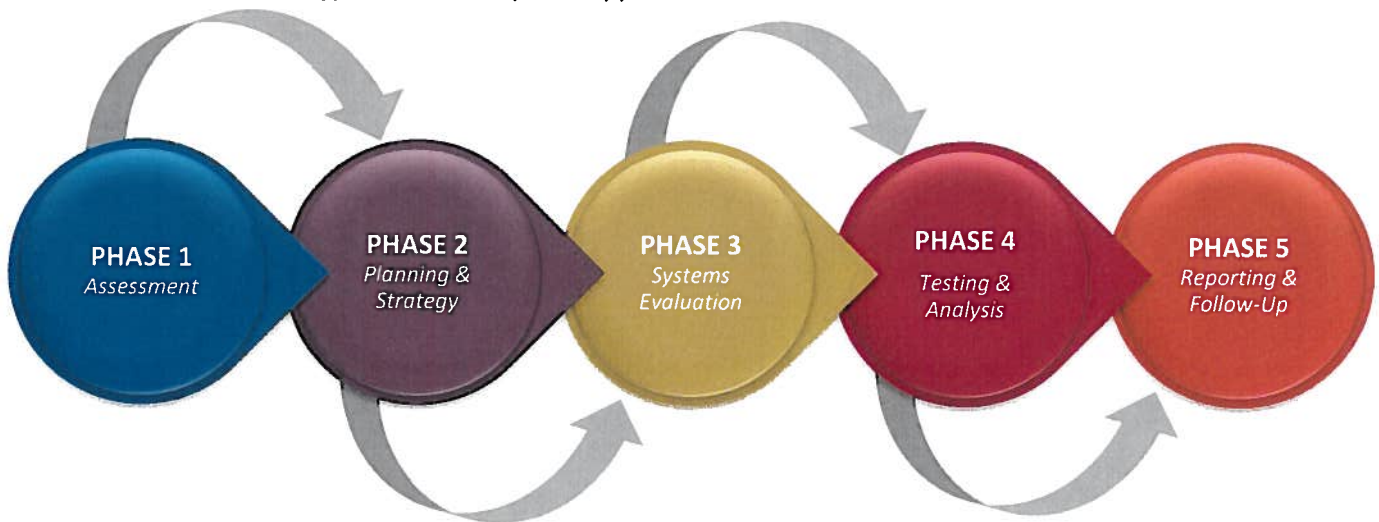 PHASE 1
Assessment
PHASE 2
Planning &
Strategy
PHASE 3
Systems
Evaluation
PHASE 4
Testing &
Analysis
PHASE 5
Reporting &
Follow-Up